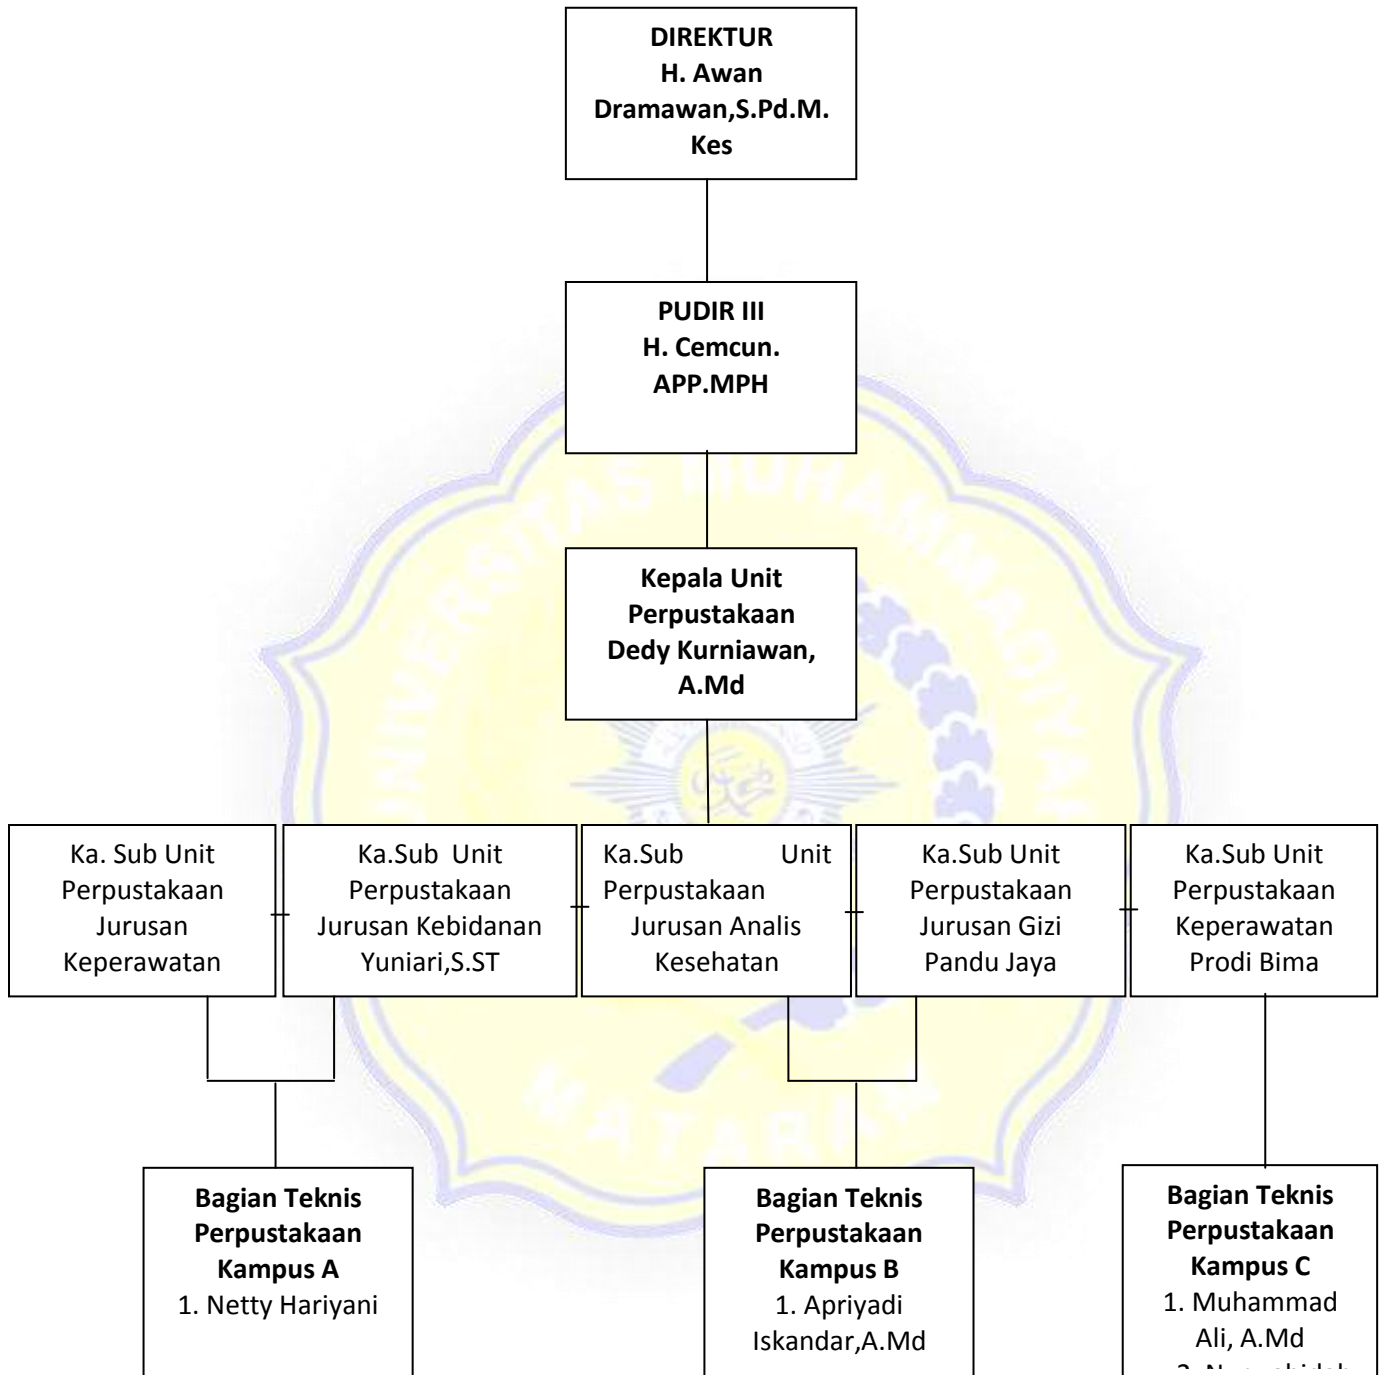 DIREKTUR
H. Awan
Dramawan,S.Pd.M.
Kes
PUDIR III
H. Cemcun.
APP.MPH
Kepala Unit
Perpustakaan
Dedy Kurniawan,
A.Md
Ka. Sub Unit
Perpustakaan
Jurusan
Keperawatan
Ka.Sub Unit
Perpustakaan
Jurusan Kebidanan
Yuniari,S.ST
Ka.Sub Unit
Perpustakaan
Jurusan Analis
Kesehatan
Ka.Sub Unit
Perpustakaan
Jurusan Gizi
Pandu Jaya
Ka.Sub Unit
Perpustakaan
Keperawatan
Prodi Bima
Bagian Teknis
Perpustakaan
Kampus A
1. Netty Hariyani
Bagian Teknis
Perpustakaan
Kampus B
1. Apriyadi
Iskandar,A.Md
Bagian Teknis
Perpustakaan
Kampus C
1. Muhammad
Ali, A.Md
UNIVERSITAS MUHAMMADIYAH
MATARAM